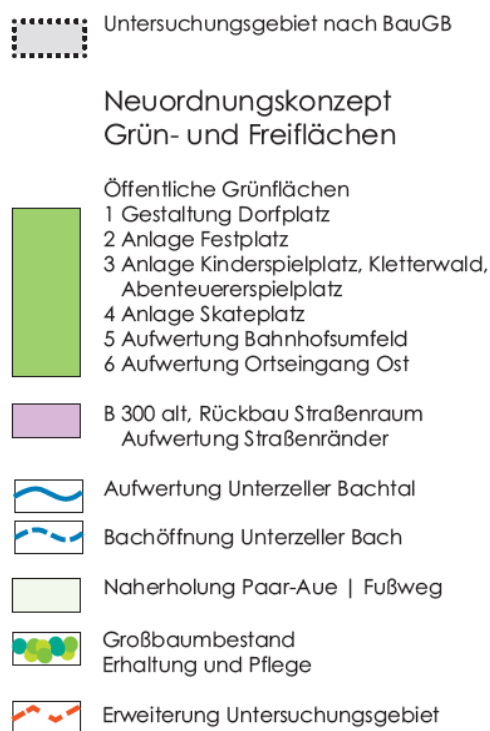 Untersuchungsgebiet nach BauGB
Neuordnungskonzept
Grün- und Freiflächen
Öffentliche Grünflächen
1 Gestaltung Dorfplatz
2 Anlage Festplatz
3 Anlage Kinderspielplatz, Kletterwald,
Abenteuererspielplatz
4 Anlage Skateplatz
5 Aufwertung Bahnhofsumfeld
6 Aufwertung Ortseingang Ost
B 300 alt, Rückbau Straßenraum
Aufwertung Straßenränder
Aufwertung Unterzeller Bachtal
Bachöffnung Unterzeller Bach
Naherholung Paar-Aue | Fußweg
Großbaumbestand
Erhaltung und Pflege
Erweiterung Untersuchungsgebiet